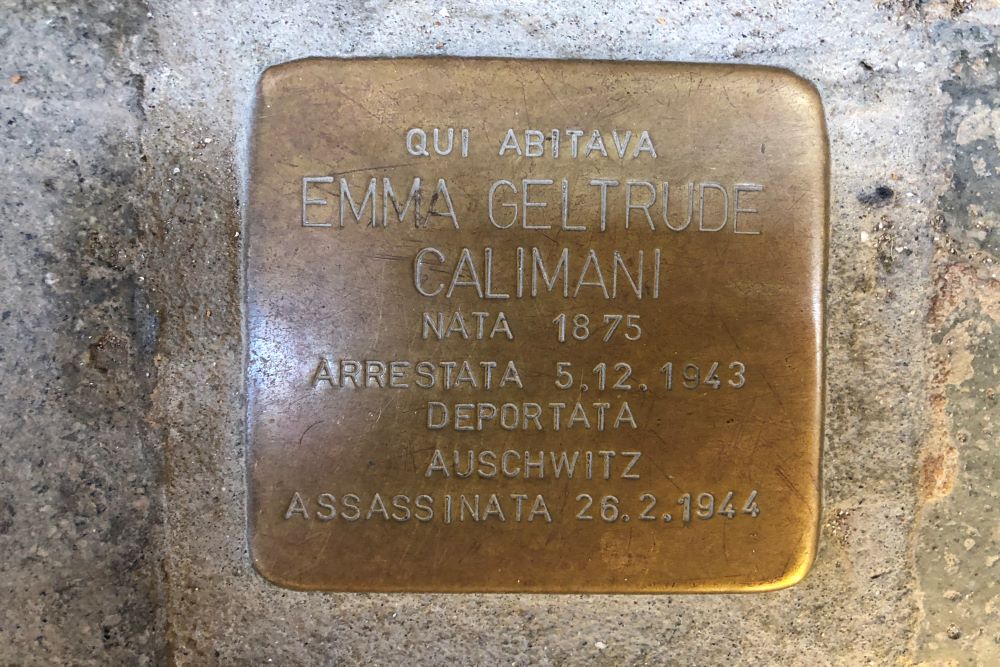 QUI ABITAVA
EMMA GELTRUDE
CALIMANI
NATA 1875
ARRESTATA 5.12.1943
DEPORTATA
AUSCHWITZ
ASSASSINATA 26.2.1944